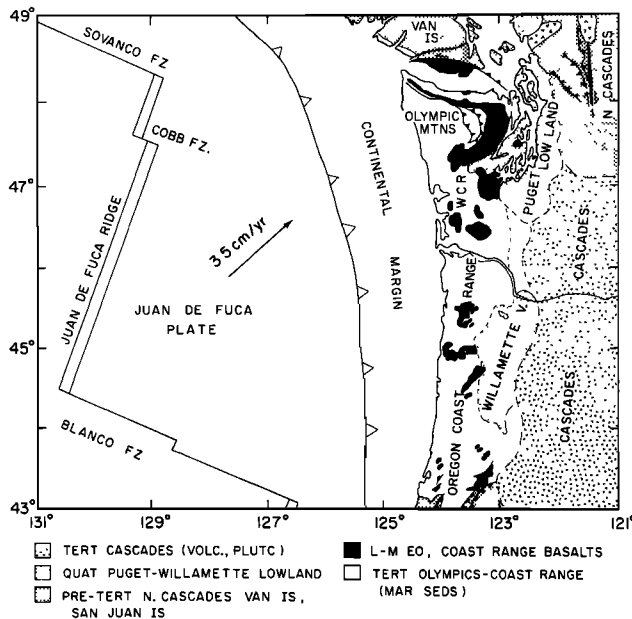 49°
47°
45°
43°
131°
129°
127°
125°
123°
121°
SOVANCO FZ
COBB FZ.
JUAN DE FUCA RIDGE
3.5 cm/yr
JUAN DE FUCA
PLATE
BLANCO FZ
CONTINENTAL
MARGIN
VAN
IS
OLYMPIC
MTNS
WCR
PUGET LOW LAND
N CASCADES
CASCADES
OREGON COAST RANGE
WILLAMETTE V.
CASCADES
TERT CASCADES (VOLC., PLUTC)
QUAT PUGET-WILLAMETTE LOWLAND
PRE-TERT N. CASCADES VAN IS,
SAN JUAN IS
L-M EO, COAST RANGE BASALTS
TERT OLYMPICS-COAST RANGE
(MAR SEDS)